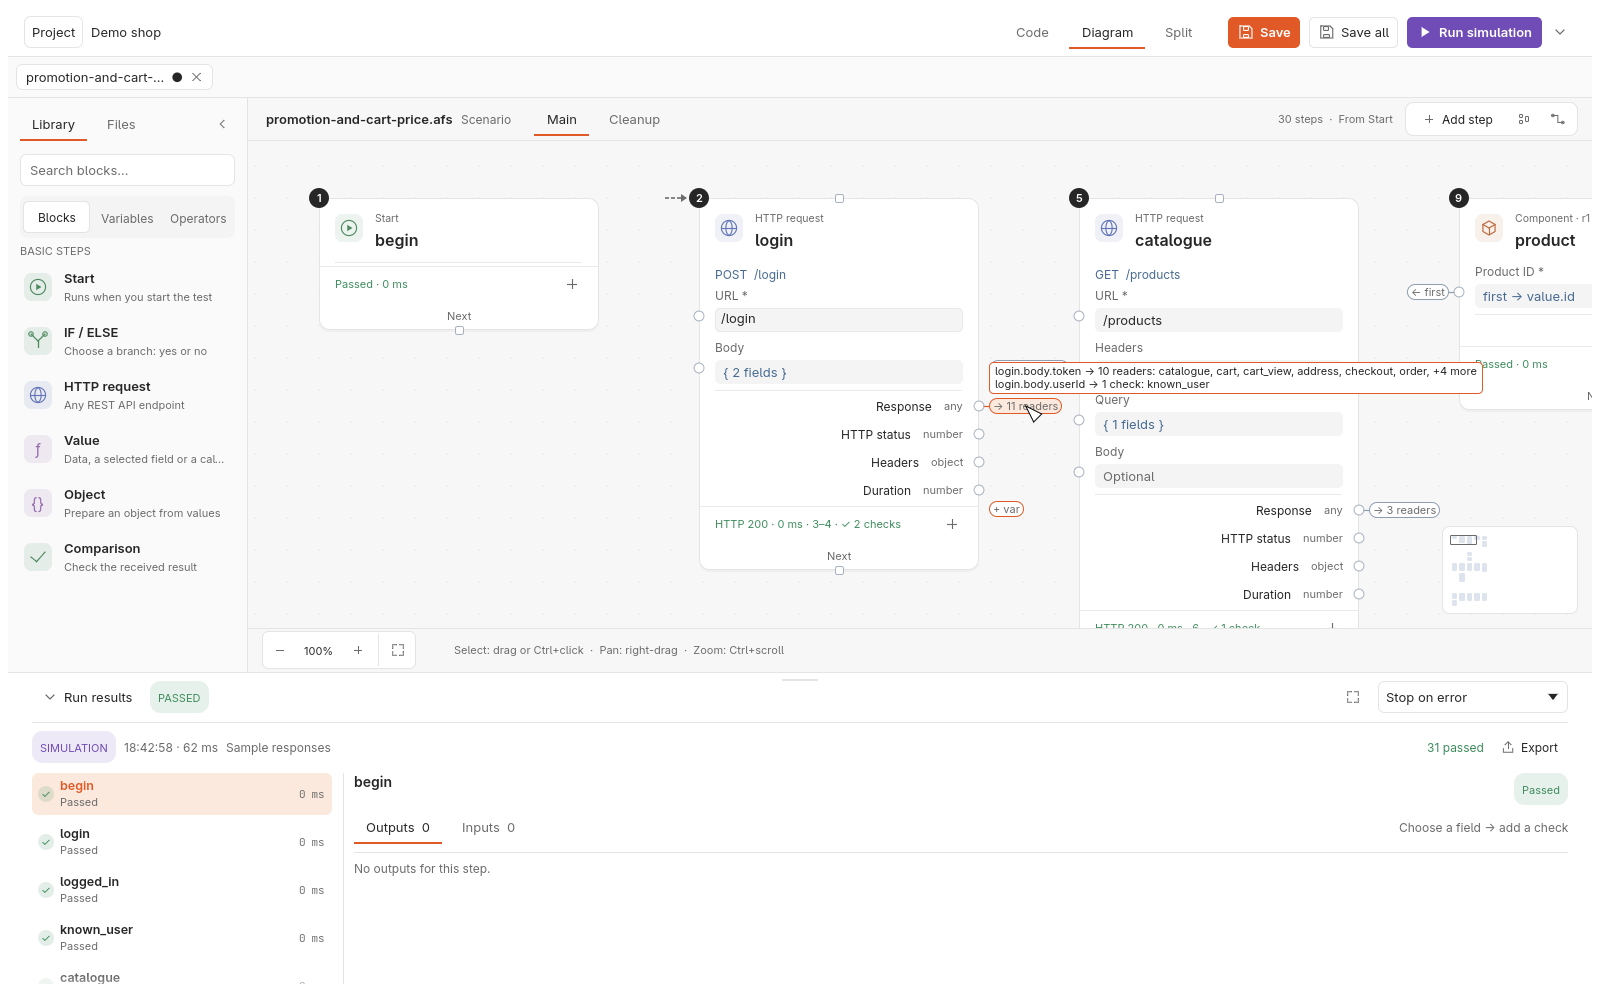 Project Demo shop Code Diagram Split Save Save all Run simulation
promotion-and-cart-...
Library Files
promotion-and-cart-price.afs Scenario Main Cleanup 30 steps · From Start + Add step
Search blocks...
Blocks Variables Operators
BASIC STEPS
Start
Runs when you start the test
IF / ELSE
Choose a branch: yes or no
HTTP request
Any REST API endpoint
Value
Data, a selected field or a cal...
Object
Prepare an object from values
Comparison
Check the received result
1
Start
begin
Passed · 0 ms
Next
2
HTTP request
login
POST /login
URL *
/login
Body
{ 2 fields }
Response any
→ 11 readers
HTTP status number
Headers object
Duration number
+ var
HTTP 200 · 0 ms · 3–4 · ✓ 2 checks
Next
login.body.token → 10 readers: catalogue, cart, cart_view, address, checkout, order, +4 more
login.body.userId → 1 check: known_user
5
HTTP request
catalogue
GET /products
URL *
/products
Headers
Query
{ 1 fields }
Body
Optional
Response any
→ 3 readers
HTTP status number
Headers object
Duration number
HTTP 200 · 0 ms · 6 · ✓ 1 check
9
Component · r1
product
Product ID *
← first
first → value.id
Passed · 0 ms
− 100% +
Select: drag or Ctrl+click · Pan: right-drag · Zoom: Ctrl+scroll
Run results PASSED Stop on error
SIMULATION 18:42:58 · 62 ms Sample responses 31 passed Export
begin
Passed
0 ms
login
Passed
0 ms
logged_in
Passed
0 ms
known_user
Passed
0 ms
catalogue
begin Passed
Outputs 0 Inputs 0 Choose a field → add a check
No outputs for this step.